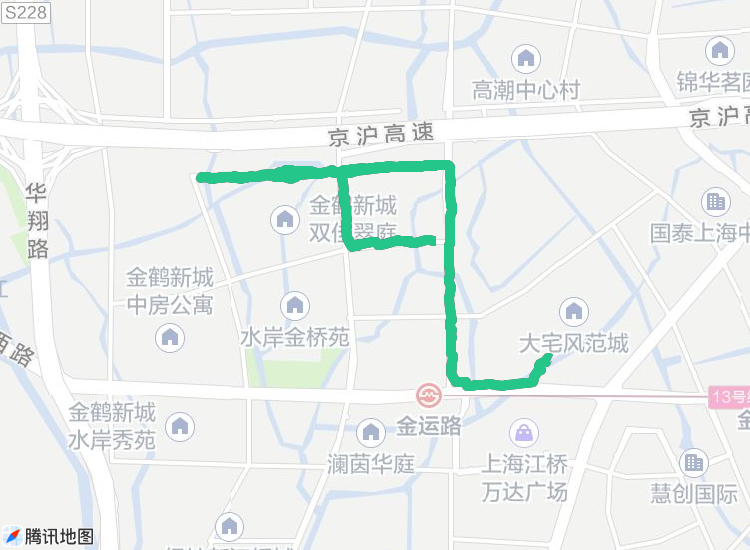 S228
高潮中心村
锦华茗园
京沪高速
京沪高
华翔路
金鹤新城
双佳翠庭
国泰上海中
金鹤新城
中房公寓
江
水岸金桥苑
大宅风范城
西路
13号线
金鹤新城
水岸秀苑
金运路
金
澜茵华庭
上海江桥
万达广场
慧创国际
腾讯地图